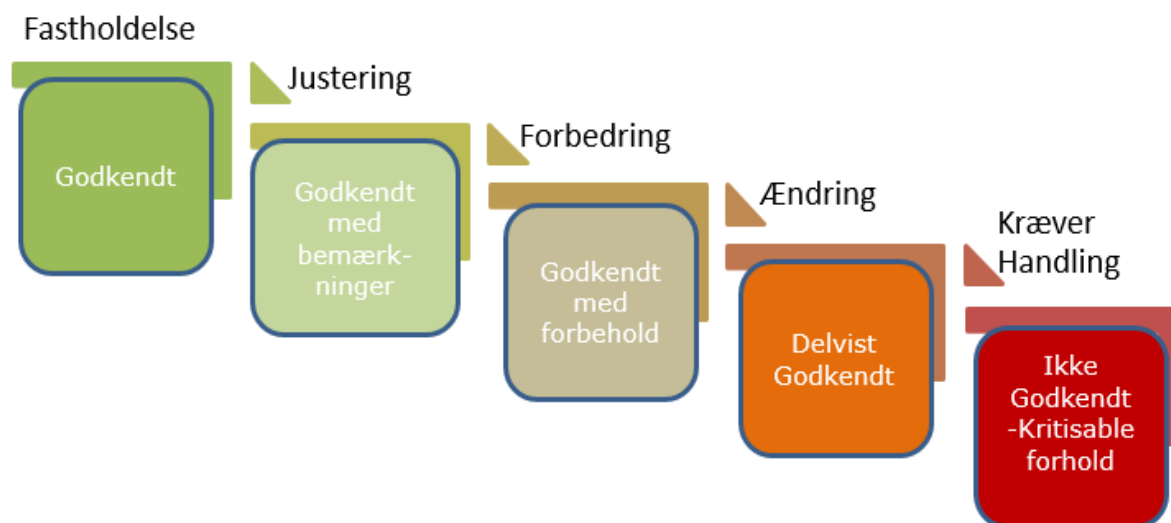 Fastholdelse
Godkendt
Justering
Godkendt
med
bemærk-
ninger
Forbedring
Godkendt
med
forbehold
Ændring
Delvist
Godkendt
Kræver
Handling
Ikke
Godkendt
-Kritisable
forhold